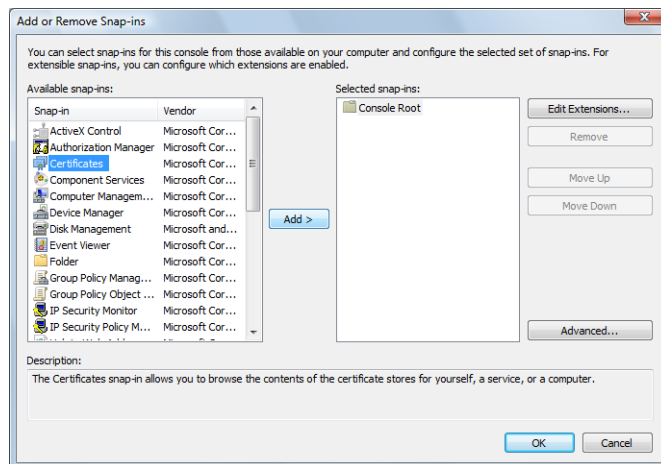 Add or Remove Snap-ins
You can select snap-ins for this console from those available on your computer and configure the selected set of snap-ins. For
extensible snap-ins, you can configure which extensions are enabled.
Available snap-ins:
Snap-in Vendor
ActiveX Control Microsoft Cor...
Authorization Manager Microsoft Cor...
Certificates Microsoft Cor...
Component Services Microsoft Cor...
Computer Managem... Microsoft Cor...
Device Manager Microsoft Cor...
Disk Management Microsoft and...
Event Viewer Microsoft Cor...
Folder Microsoft Cor...
Group Policy Manag... Microsoft Cor...
Group Policy Object ... Microsoft Cor...
IP Security Monitor Microsoft Cor...
IP Security Policy M... Microsoft Cor...
Add >
Selected snap-ins:
Console Root
Edit Extensions...
Remove
Move Up
Move Down
Advanced...
Description:
The Certificates snap-in allows you to browse the contents of the certificate stores for yourself, a service, or a computer.
OK
Cancel